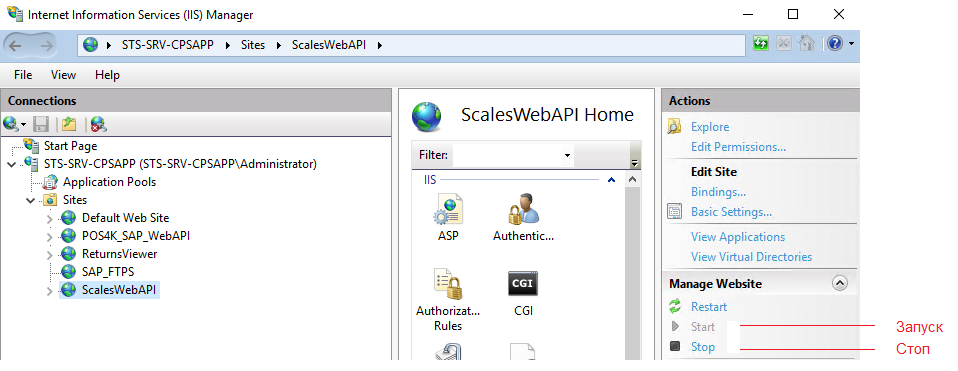 Internet Information Services (IIS) Manager
STS-SRV-CPSAPP
Sites
ScalesWebAPI
File View Help
Connections
Start Page
STS-SRV-CPSAPP (STS-SRV-CPSAPP\Administrator)
Application Pools
Sites
Default Web Site
POS4K_SAP_WebAPI
ReturnsViewer
SAP_FTPS
ScalesWebAPI
ScalesWebAPI Home
Filter:
IIS
ASP
Authentic...
Authorizat... Rules
CGI
CGI
Actions
Explore
Edit Permissions...
Edit Site
Bindings...
Basic Settings...
View Applications
View Virtual Directories
Manage Website
Restart
Start
Stop
Запуск
Стоп